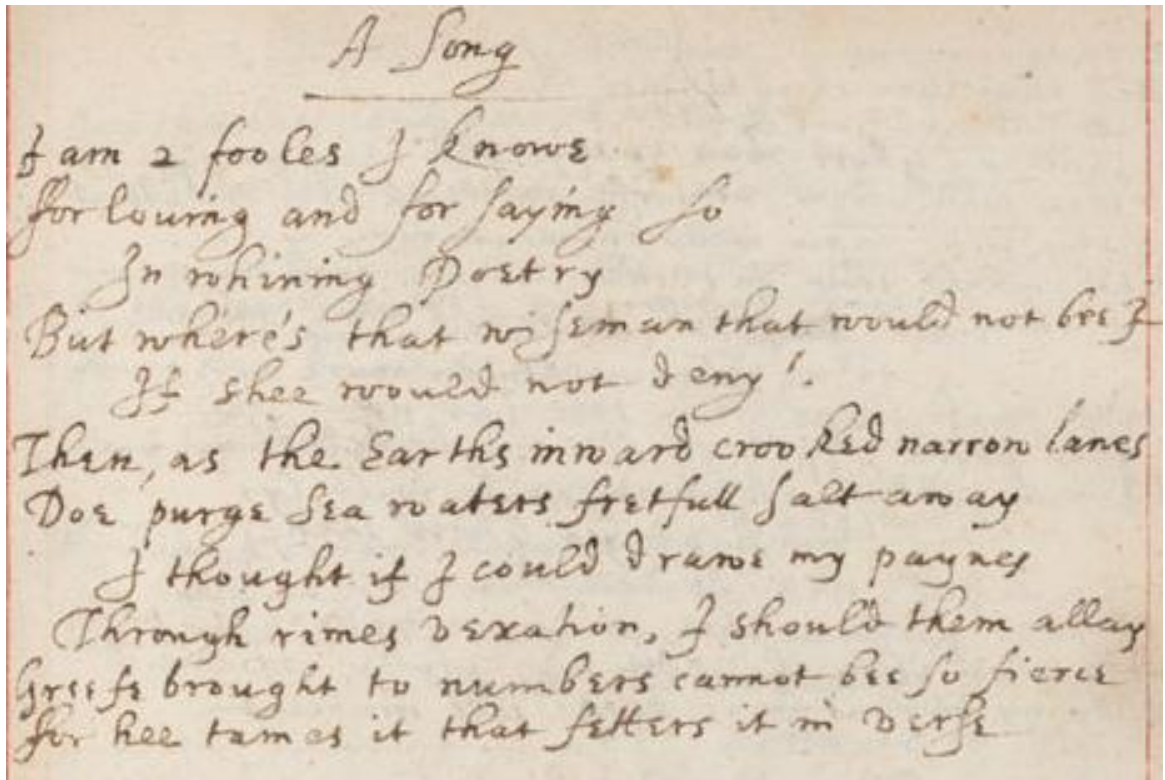 A Song
I am 2 fooles I knowe
for louing and for saying so
In whining Poetry
But where's that wiseman that would not bee I
If shee would not deny!.
Then, as the Earths inward crooked narrow lanes
Doe purge Sea waters fretfull salt away
I thought if I could drawe my paynes
Through rimes vexation, I should them allay
Greefe brought to numbers cannot bee so fierce
for hee tames it that fetters it in verse